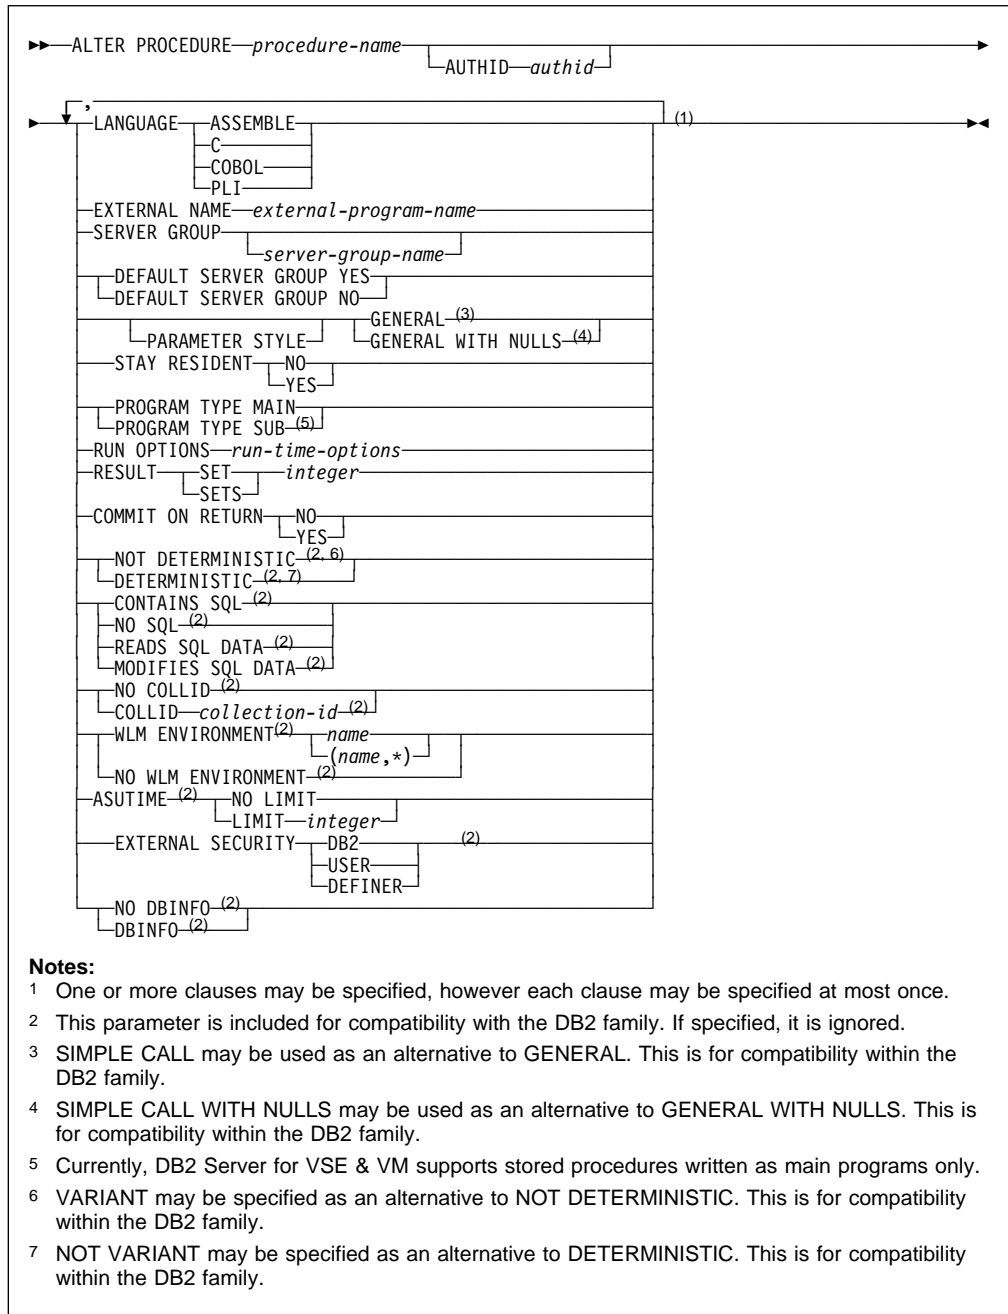 ALTER PROCEDURE procedure-name
AUTHID authid
,
LANGUAGE ASSEMBLE (1)
C
COBOL
PLI
EXTERNAL NAME external-program-name
SERVER GROUP
server-group-name
DEFAULT SERVER GROUP YES
DEFAULT SERVER GROUP NO
GENERAL (3)
PARAMETER STYLE GENERAL WITH NULLS (4)
STAY RESIDENT NO
YES
PROGRAM TYPE MAIN
PROGRAM TYPE SUB (5)
RUN OPTIONS run-time-options
RESULT SET integer
SETS
COMMIT ON RETURN NO
YES
NOT DETERMINISTIC (2, 6)
DETERMINISTIC (2, 7)
CONTAINS SQL (2)
NO SQL (2)
READS SQL DATA (2)
MODIFIES SQL DATA (2)
NO COLLID (2)
COLLID collection-id (2)
WLM ENVIRONMENT (2) name
(name,*)
NO WLM ENVIRONMENT (2)
ASUTIME (2) NO LIMIT
LIMIT integer
EXTERNAL SECURITY DB2 (2)
USER
DEFINER
NO DBINFO (2)
DBINFO (2)
Notes:
1 One or more clauses may be specified, however each clause may be specified at most once.
2 This parameter is included for compatibility with the DB2 family. If specified, it is ignored.
3 SIMPLE CALL may be used as an alternative to GENERAL. This is for compatibility within the
DB2 family.
4 SIMPLE CALL WITH NULLS may be used as an alternative to GENERAL WITH NULLS. This is
for compatibility within the DB2 family.
5 Currently, DB2 Server for VSE & VM supports stored procedures written as main programs only.
6 VARIANT may be specified as an alternative to NOT DETERMINISTIC. This is for compatibility
within the DB2 family.
7 NOT VARIANT may be specified as an alternative to DETERMINISTIC. This is for compatibility
within the DB2 family.